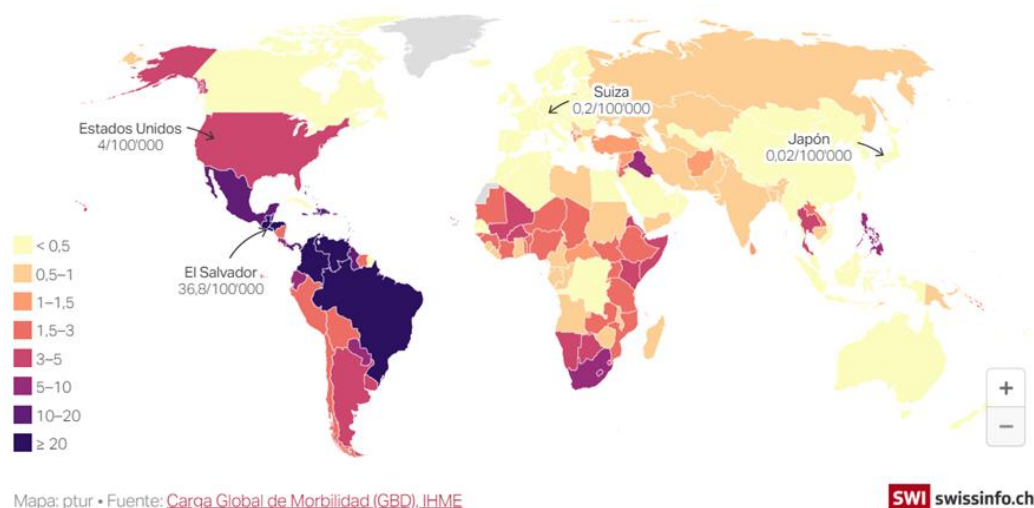 Suiza
0,2/100'000
Estados Unidos
4/100'000
Japón
0,02/100'000
El Salvador
36,8/100'000
< 0,5
0,5–1
1–1,5
1,5–3
3–5
5–10
10–20
≥ 20
+
−
Mapa: ptur • Fuente: Carga Global de Morbilidad (GBD), IHME
SWI swissinfo.ch